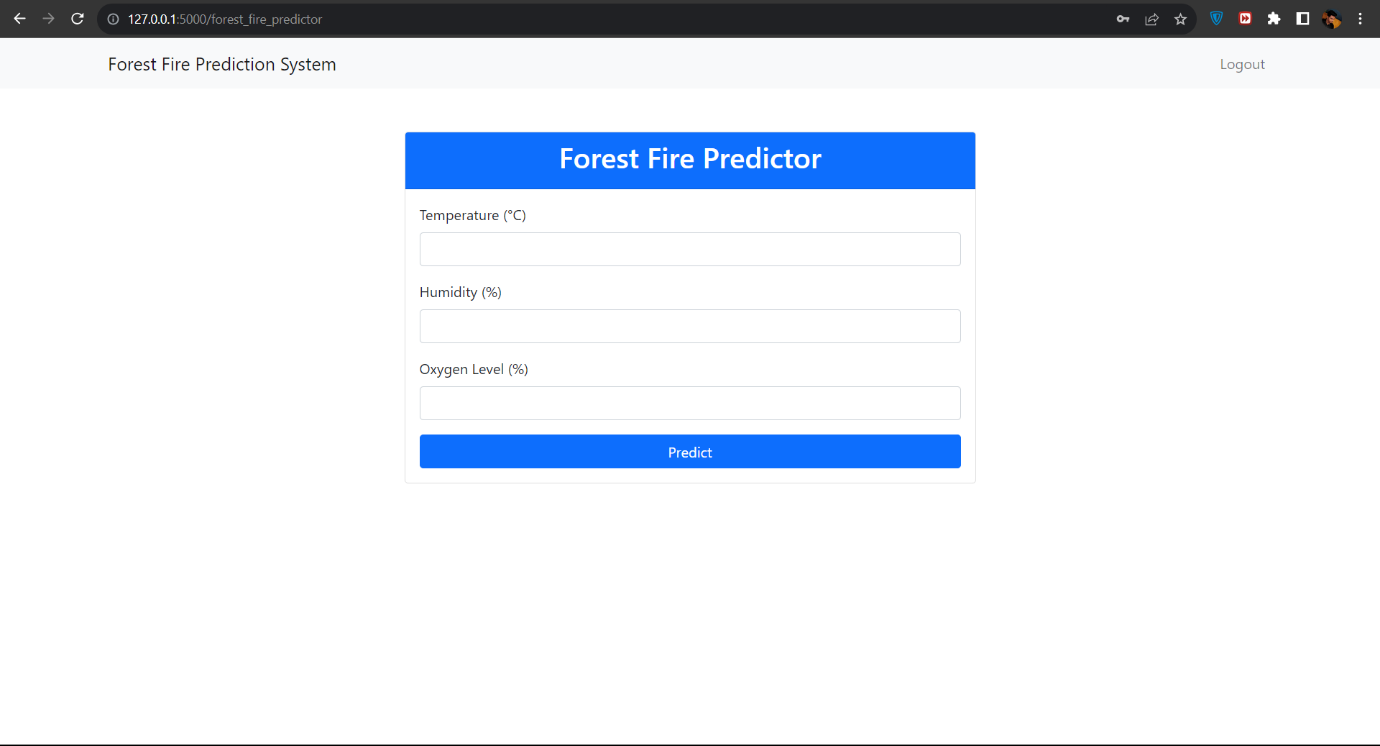 127.0.0.1:5000/forest_fire_predictor
Forest Fire Prediction System
Logout
Forest Fire Predictor
Temperature (°C)
Humidity (%)
Oxygen Level (%)
Predict